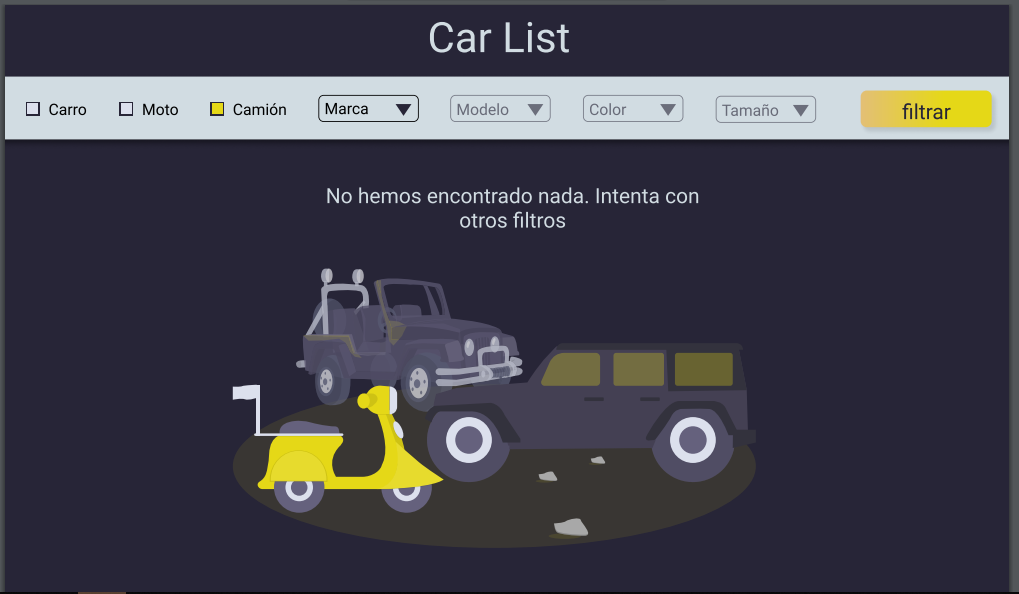 Car List
Carro
Moto
Camión
Marca
Modelo
Color
Tamaño
filtrar
No hemos encontrado nada. Intenta con
otros filtros